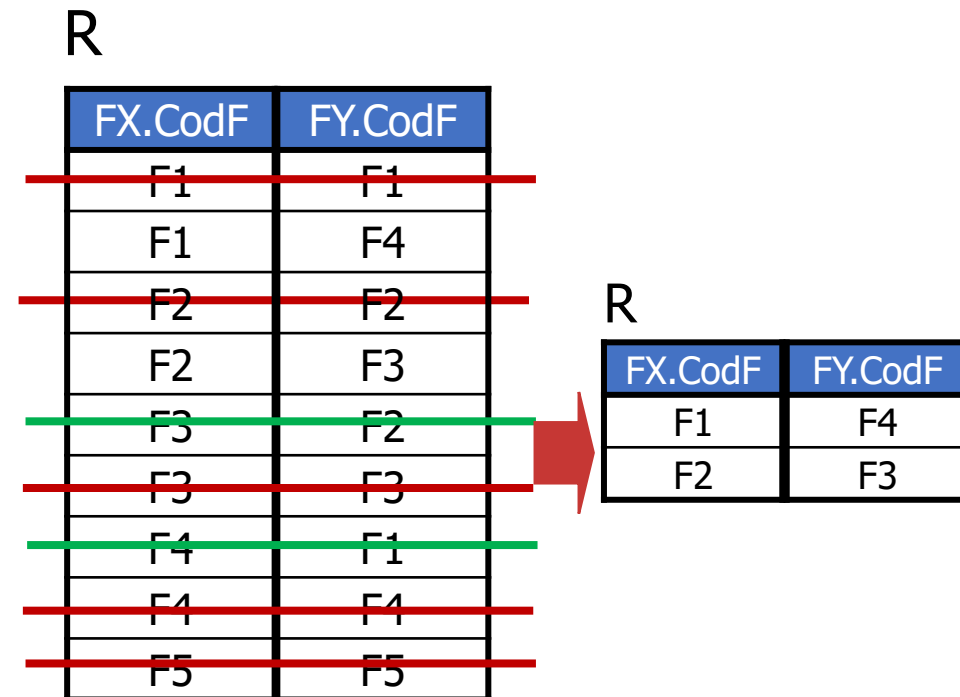 R
FX.CodF FY.CodF
F1 F1
F1 F4
F2 F2
F2 F3
F3 F2
F3 F3
F4 F1
F4 F4
F5 F5
R
FX.CodF FY.CodF
F1 F4
F2 F3